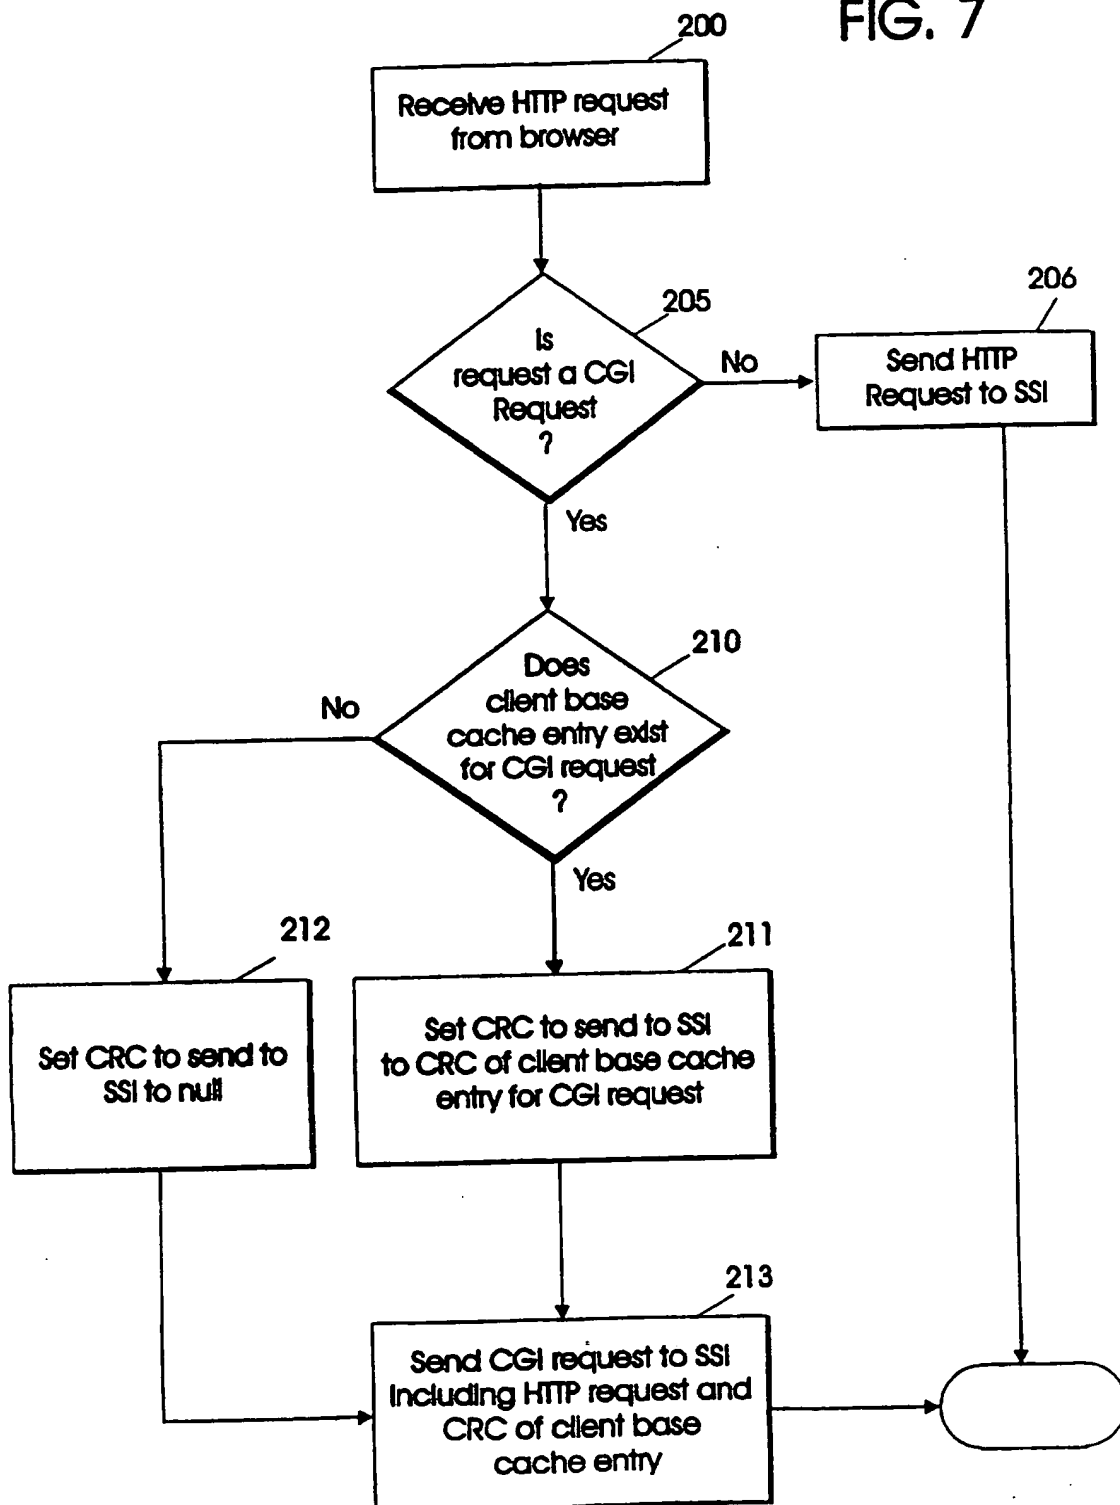 FIG. 7
200
Receive HTTP request
from browser
205
Is
request a CGI
Request
?
No
206
Send HTTP
Request to SSI
Yes
210
Does
client base
cache entry exist
for CGI request
?
No
Yes
212
Set CRC to send to
SSI to null
211
Set CRC to send to SSI
to CRC of client base cache
entry for CGI request
213
Send CGI request to SSI
Including HTTP request and
CRC of client base
cache entry